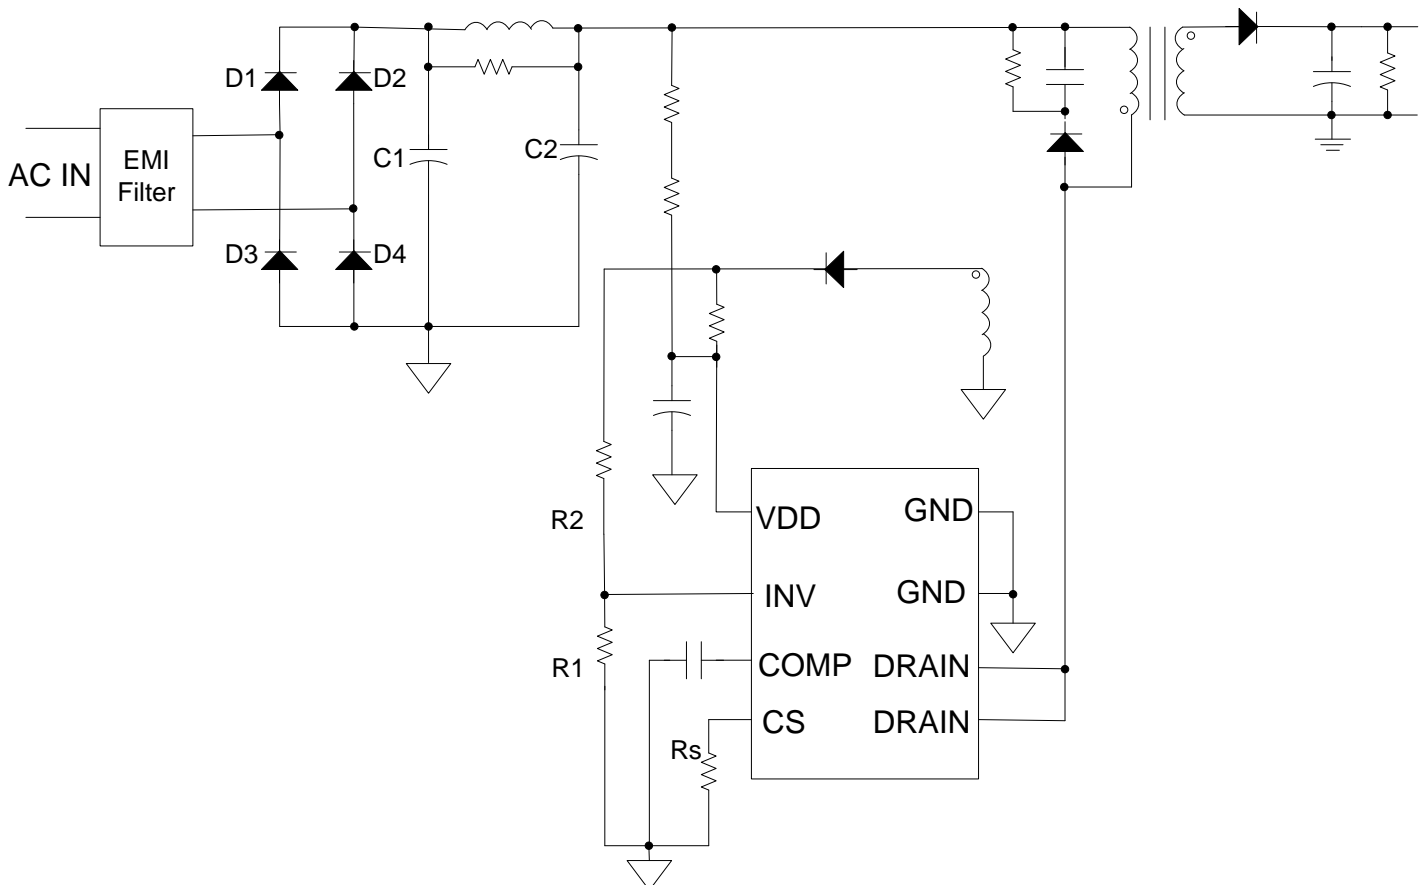 D1
D2
AC IN
EMI
Filter
C1
C2
D3
D4
VDD
GND
R2
INV
GND
R1
COMP
DRAIN
CS
DRAIN
Rs